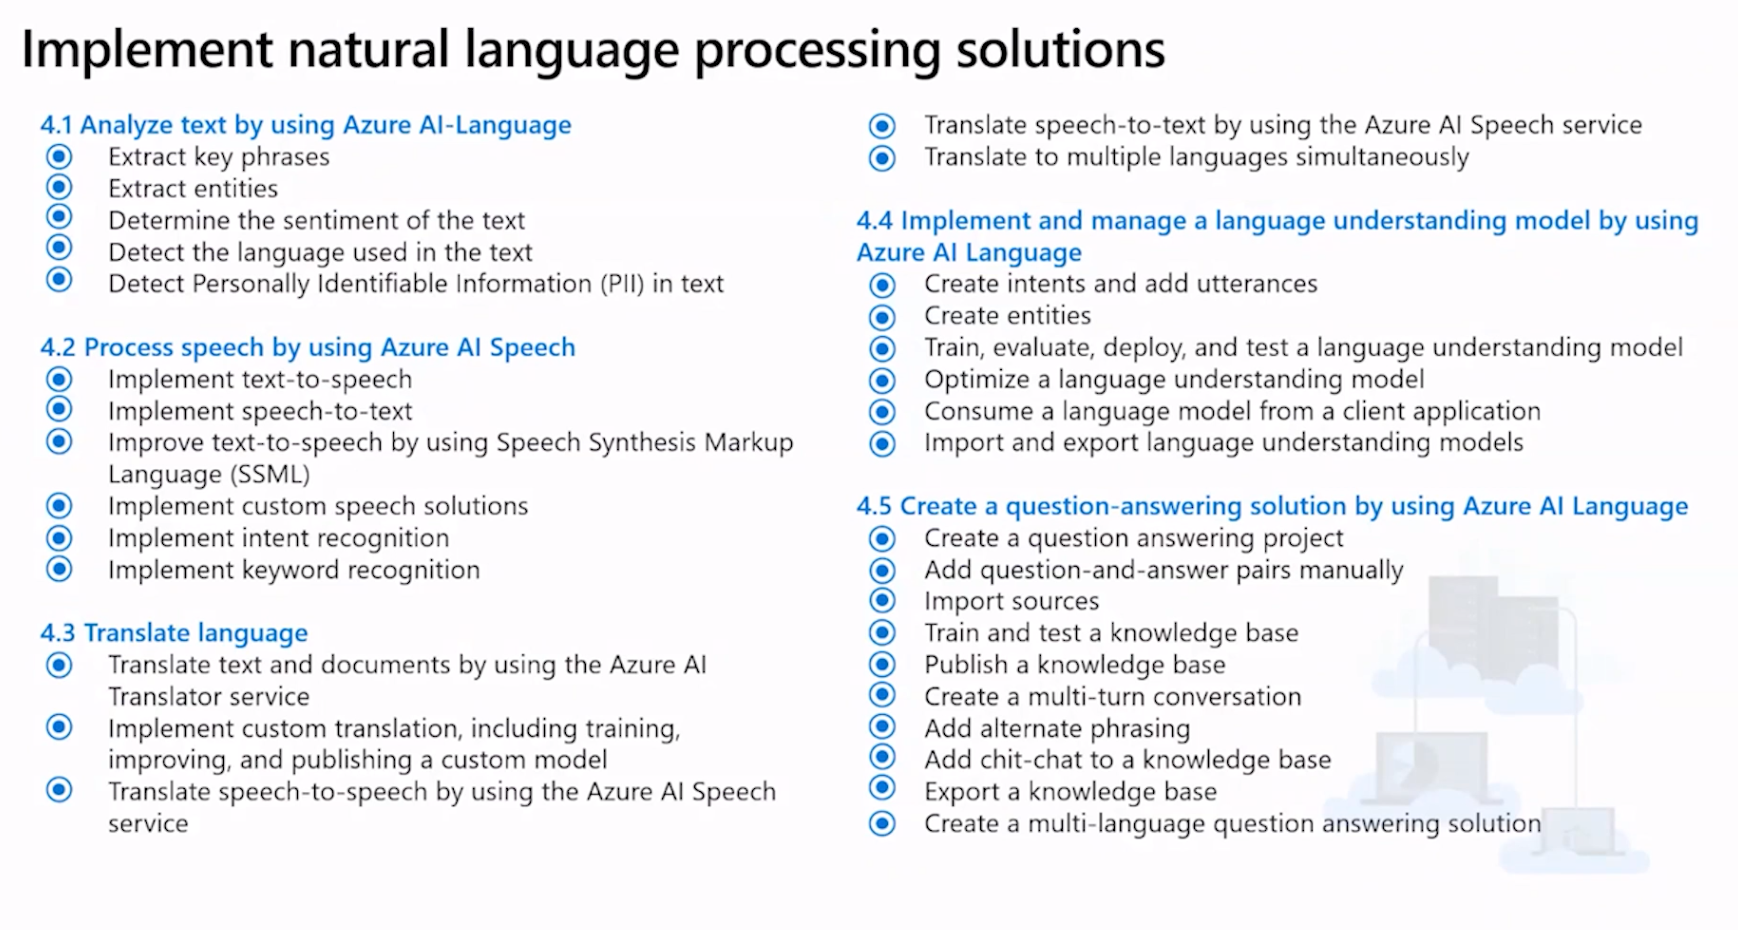 Implement natural language processing solutions
4.1 Analyze text by using Azure AI-Language
Extract key phrases
Extract entities
Determine the sentiment of the text
Detect the language used in the text
Detect Personally Identifiable Information (PII) in text
4.2 Process speech by using Azure AI Speech
Implement text-to-speech
Implement speech-to-text
Improve text-to-speech by using Speech Synthesis Markup
Language (SSML)
Implement custom speech solutions
Implement intent recognition
Implement keyword recognition
4.3 Translate language
Translate text and documents by using the Azure AI
Translator service
Implement custom translation, including training,
improving, and publishing a custom model
Translate speech-to-speech by using the Azure AI Speech
service
Translate speech-to-text by using the Azure AI Speech service
Translate to multiple languages simultaneously
4.4 Implement and manage a language understanding model by using
Azure AI Language
Create intents and add utterances
Create entities
Train, evaluate, deploy, and test a language understanding model
Optimize a language understanding model
Consume a language model from a client application
Import and export language understanding models
4.5 Create a question-answering solution by using Azure AI Language
Create a question answering project
Add question-and-answer pairs manually
Import sources
Train and test a knowledge base
Publish a knowledge base
Create a multi-turn conversation
Add alternate phrasing
Add chit-chat to a knowledge base
Export a knowledge base
Create a multi-language question answering solution